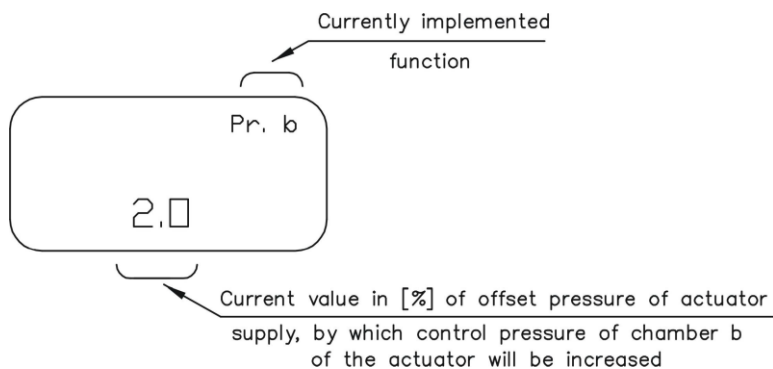 Currently implemented
function
Pr. b
2.0
Current value in [%] of offset pressure of actuator
supply, by which control pressure of chamber b
of the actuator will be increased